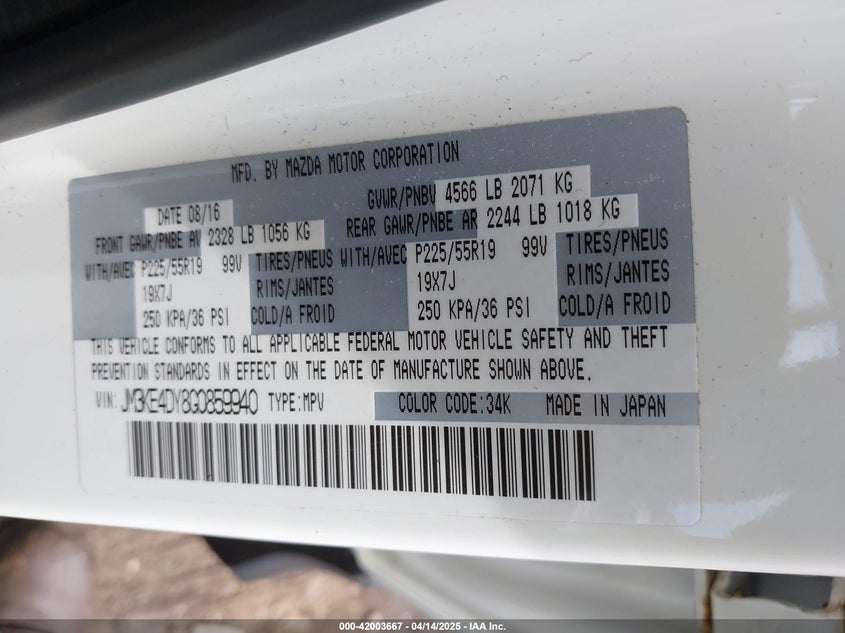 MFD. BY MAZDA MOTOR CORPORATION
DATE 08/16 GVWR/PNBV 4566 LB 2071 KG
FRONT GAWR/PNBE AV 2328 LB 1056 KG REAR GAWR/PNBE AR 2244 LB 1018 KG
WITH/AVEC P225/55R19 99V TIRES/PNEUS WITH/AVEC P225/55R19 99V TIRES/PNEUS
19X7J RIMS/JANTES 19X7J RIMS/JANTES
250 KPA/36 PSI COLD/A FROID 250 KPA/36 PSI COLD/A FROID
THIS VEHICLE CONFORMS TO ALL APPLICABLE FEDERAL MOTOR VEHICLE SAFETY AND THEFT
PREVENTION STANDARDS IN EFFECT ON THE DATE OF MANUFACTURE SHOWN ABOVE.
VIN: JM3KE4DY8G0859940 TYPE:MPV COLOR CODE:34K MADE IN JAPAN
000-42003667 - 04/14/2025 - IAA Inc.